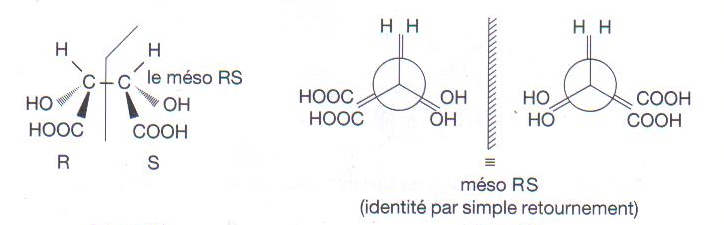 H H
C C le méso RS
HO OH
HOOC COOH
R S
H H
HOOC OH
HOOC OH
H H
HO COOH
HO COOH
≡
méso RS
(identité par simple retournement)